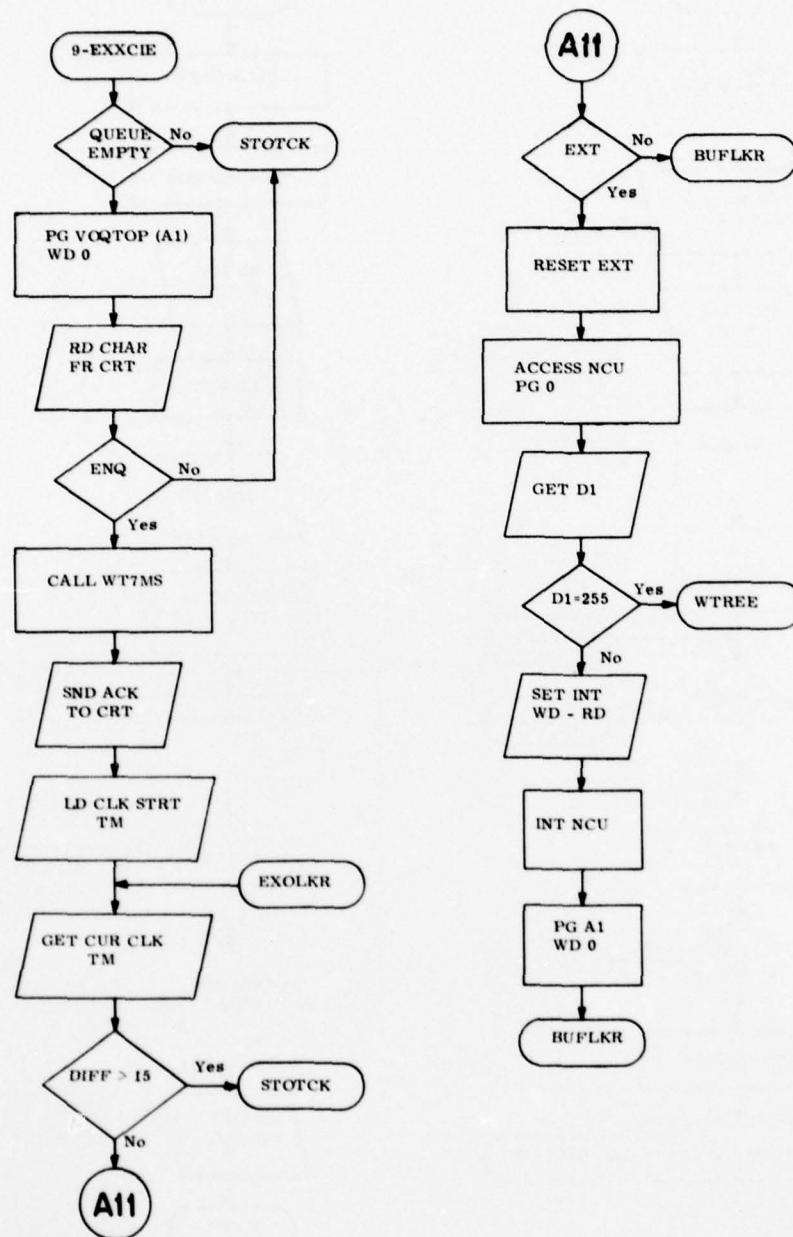 9-EXXCIE
QUEUE
EMPTY
No
STOTCK
PG VOQTOP (A1)
WD 0
RD CHAR
FR CRT
ENQ
No
Yes
CALL WT7MS
SND ACK
TO CRT
LD CLK STRT
TM
EXOLKR
GET CUR CLK
TM
DIFF > 15
Yes
STOTCK
No
A11
A11
EXT
No
BUFLKR
Yes
RESET EXT
ACCESS NCU
PG 0
GET D1
D1=255
Yes
WTREE
No
SET INT
WD - RD
INT NCU
PG A1
WD 0
BUFLKR